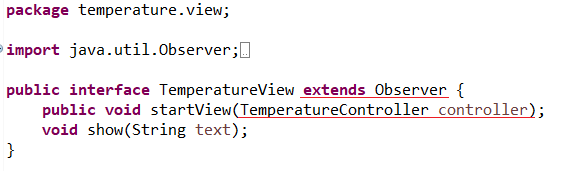 package temperature.view;
import java.util.Observer;
public interface TemperatureView extends Observer {
public void startView(TemperatureController controller);
void show(String text);
}